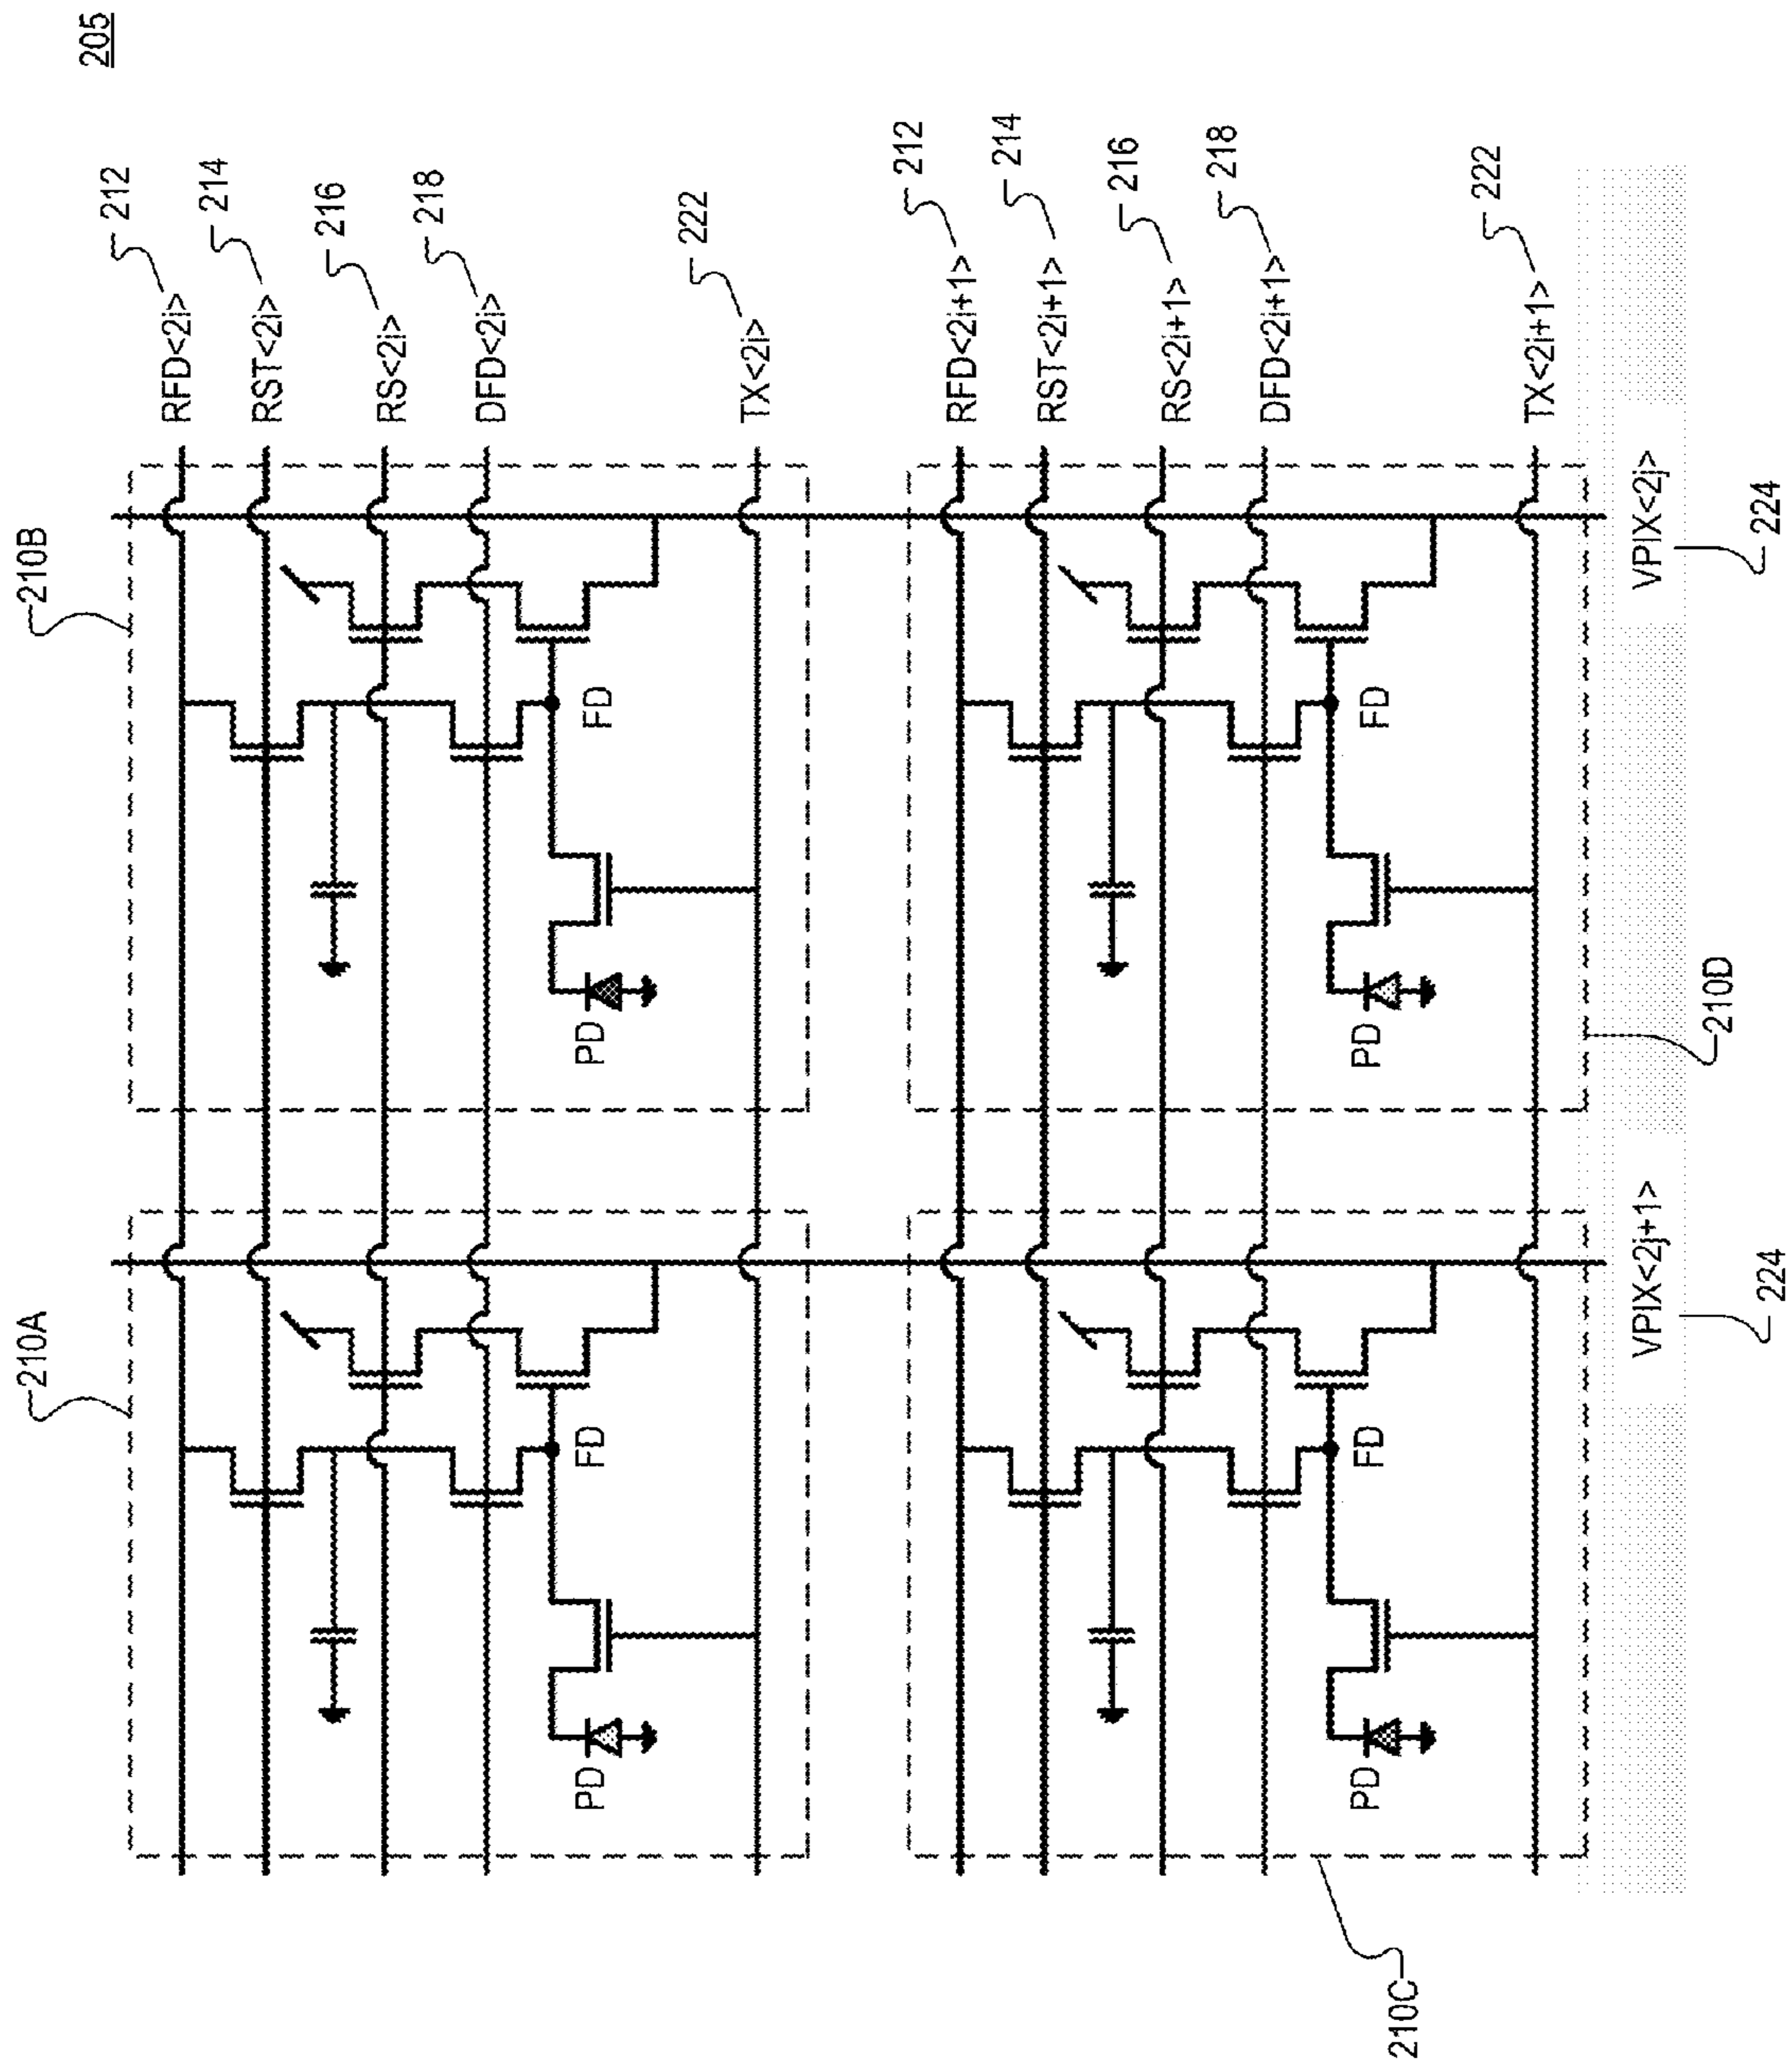 205
210A
210B
RFD<2i>
212
RST<2i>
214
RS<2i>
216
DFD<2i>
218
TX<2i>
222
FD
FD
PD
PD
RFD<2i+1>
212
RST<2i+1>
214
RS<2i+1>
216
DFD<2i+1>
218
TX<2i+1>
222
FD
FD
PD
PD
210C
210D
VPIX<2j+1>
VPIX<2j>
224
224